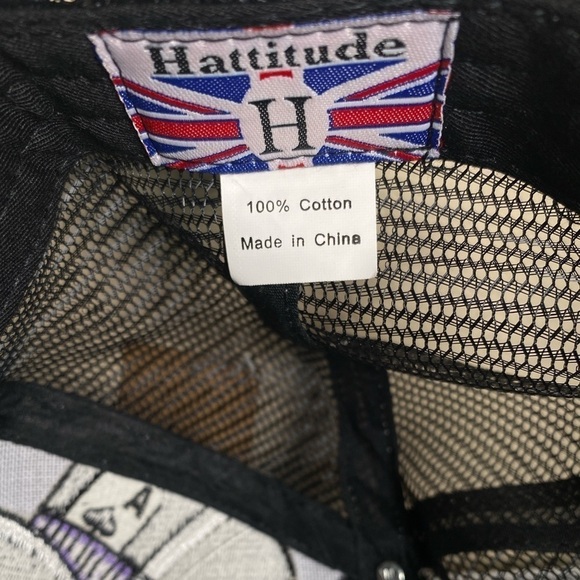 Hattitude
H
100% Cotton
Made in China
A